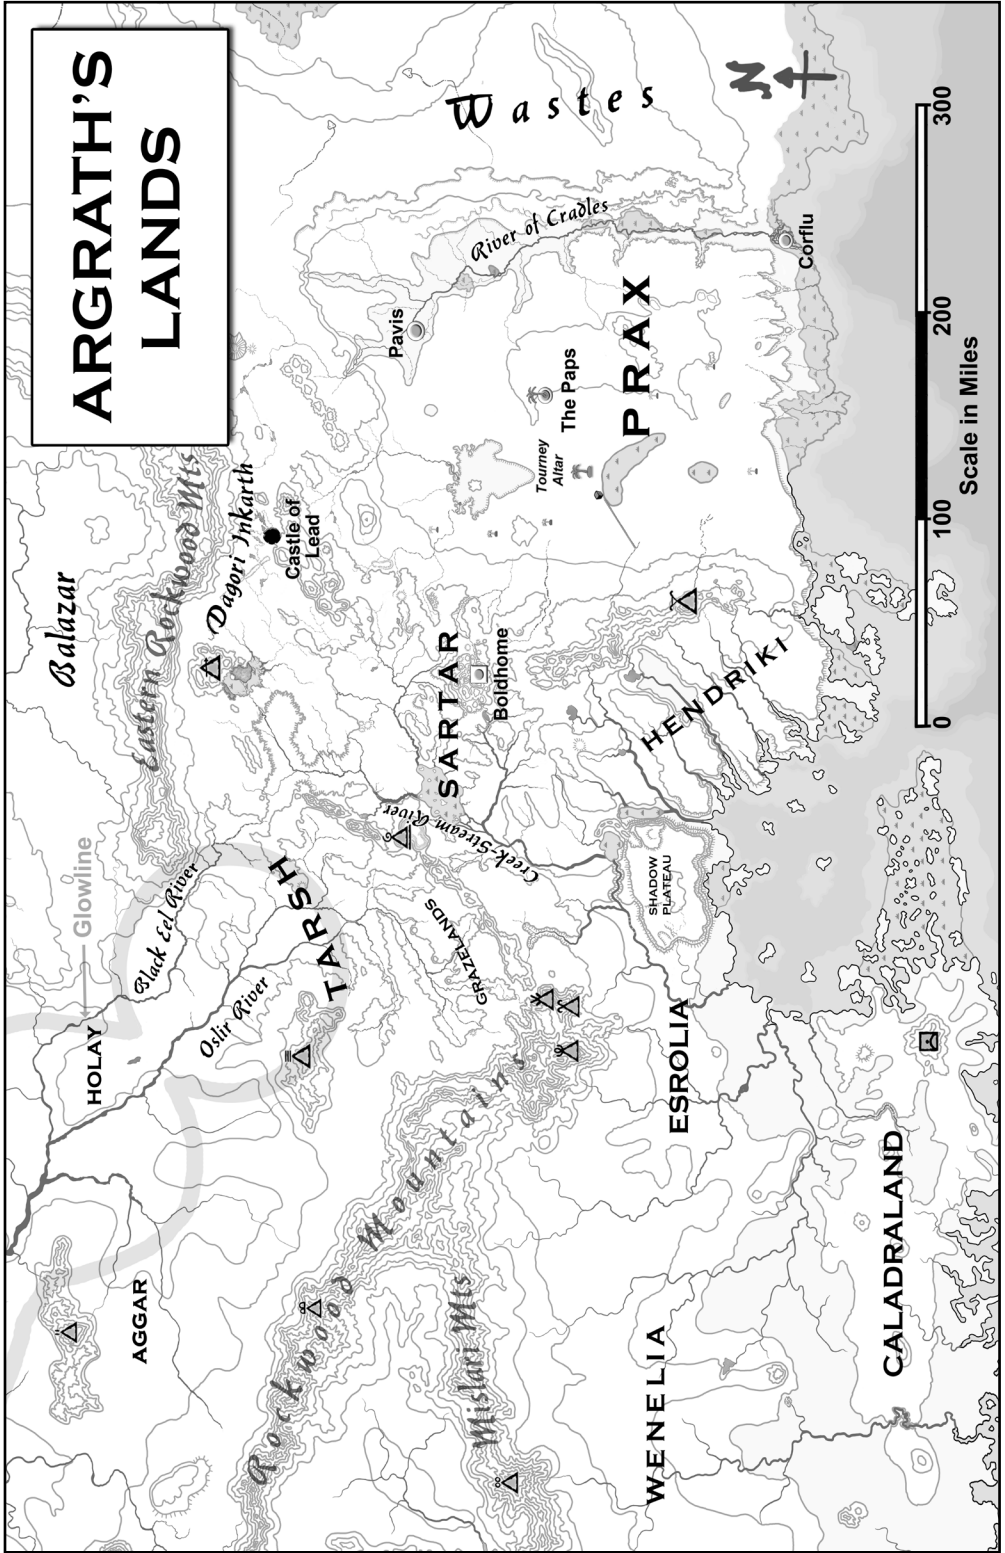 ARGRATH'S
LANDS
N
Wastes
River of Cradles
Pavis
Corflu
PRAX
The Paps
Tourney
Altar
Balazar
Eastern Rockwood Mts
Dagori Inkarth
Castle of
Lead
SARTAR
Boldhome
HENDRIKI
Creek-Stream River
SHADOW
PLATEAU
Glowline
Black Eel River
TARSH
Oslir River
GRAZELANDS
HOLAY
ESROLIA
Rockwood Mountains
Mislari Mts
AGGAR
WENELIA
CALADRALAND
0
100
200
300
Scale in Miles